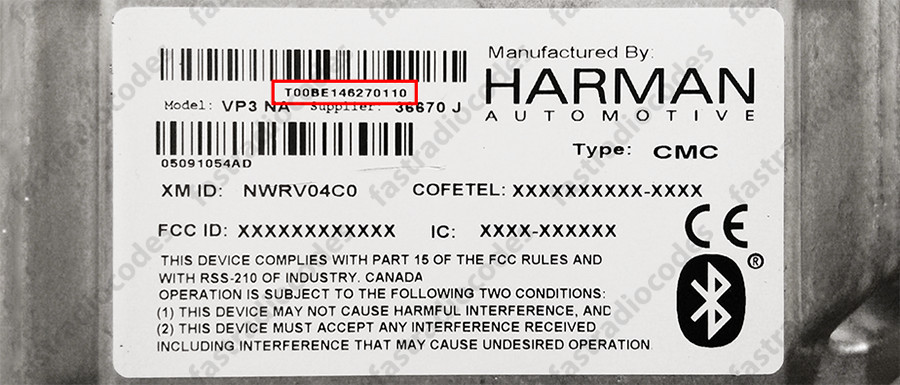 Manufactured By:
HARMAN
AUTOMOTIVE
T00BE146270110
Model: VP3 NA Supplier: 36670 J
Type: CMC
05091054AD
XM ID: NWRV04C0 COFETEL: XXXXXXXXXX-XXXX
FCC ID: XXXXXXXXXXXX IC: XXXX-XXXXXX
CE
THIS DEVICE COMPLIES WITH PART 15 OF THE FCC RULES AND
WITH RSS-210 OF INDUSTRY. CANADA
OPERATION IS SUBJECT TO THE FOLLOWING TWO CONDITIONS:
(1) THIS DEVICE MAY NOT CAUSE HARMFUL INTERFERENCE, AND
(2) THIS DEVICE MUST ACCEPT ANY INTERFERENCE RECEIVED
INCLUDING INTERFERENCE THAT MAY CAUSE UNDESIRED OPERATION.
®
fastradiocodes